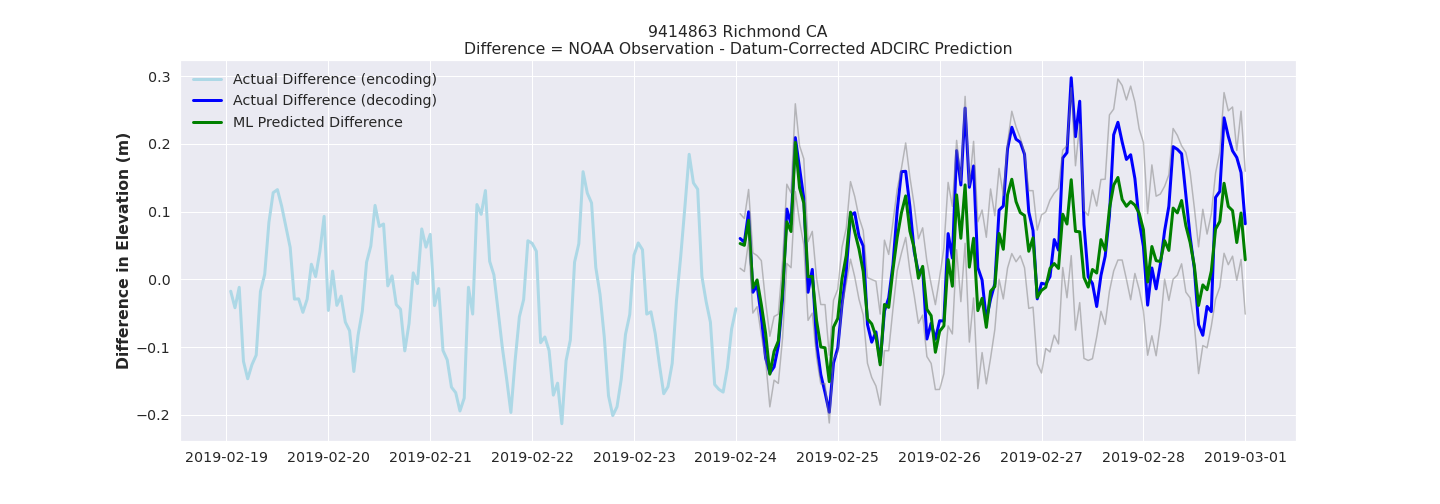 9414863 Richmond CA
Difference = NOAA Observation - Datum-Corrected ADCIRC Prediction
Actual Difference (encoding)
Actual Difference (decoding)
ML Predicted Difference
Difference in Elevation (m)
0.3
0.2
0.1
0.0
−0.1
−0.2
2019-02-19 2019-02-20 2019-02-21 2019-02-22 2019-02-23 2019-02-24 2019-02-25 2019-02-26 2019-02-27 2019-02-28 2019-03-01